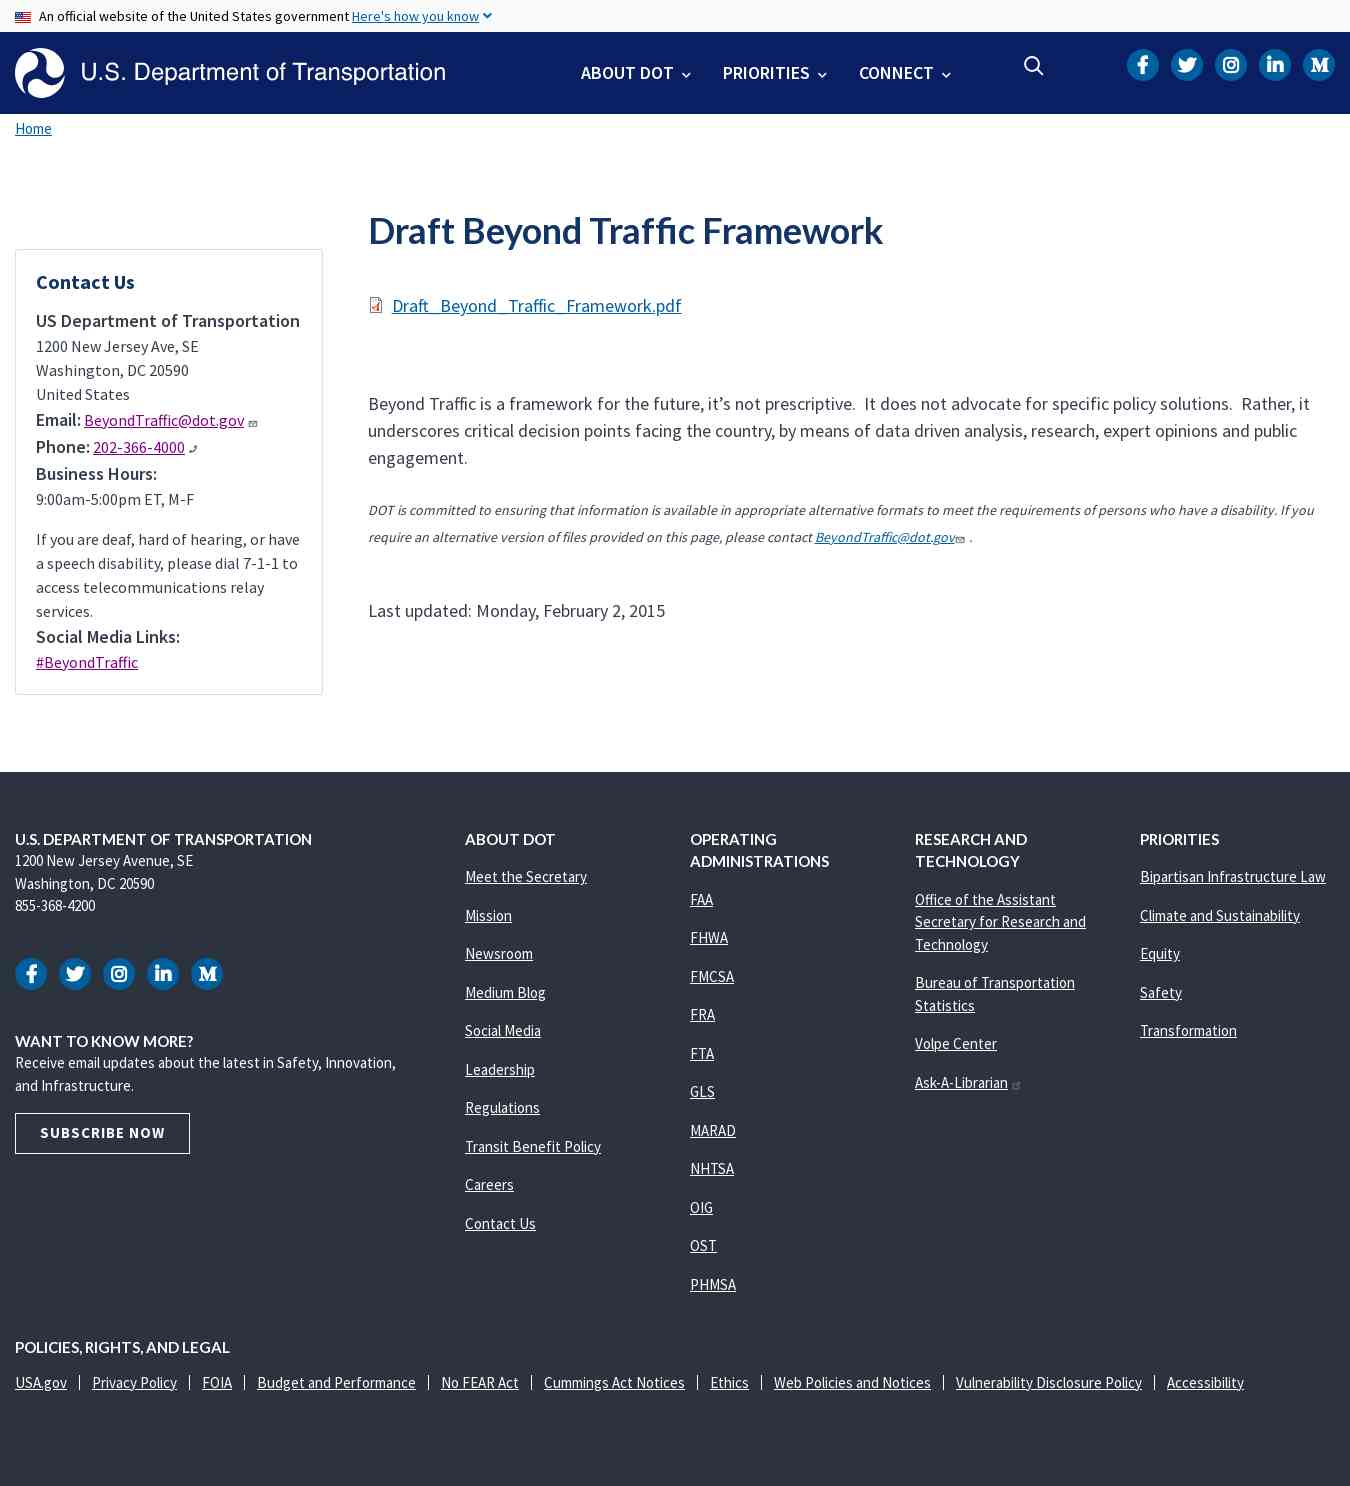 An official website of the United States government Here's how you know
U.S. Department of Transportation
ABOUT DOT
PRIORITIES
CONNECT
Home
Draft Beyond Traffic Framework
Draft_Beyond_Traffic_Framework.pdf
Beyond Traffic is a framework for the future, it’s not prescriptive.  It does not advocate for specific policy solutions.  Rather, it
underscores critical decision points facing the country, by means of data driven analysis, research, expert opinions and public
engagement.
DOT is committed to ensuring that information is available in appropriate alternative formats to meet the requirements of persons who have a disability. If you
require an alternative version of files provided on this page, please contact BeyondTraffic@dot.gov .
Last updated: Monday, February 2, 2015
Contact Us
US Department of Transportation
1200 New Jersey Ave, SE
Washington, DC 20590
United States
Email: BeyondTraffic@dot.gov
Phone: 202-366-4000
Business Hours:
9:00am-5:00pm ET, M-F
If you are deaf, hard of hearing, or have
a speech disability, please dial 7-1-1 to
access telecommunications relay
services.
Social Media Links:
#BeyondTraffic
U.S. DEPARTMENT OF TRANSPORTATION
1200 New Jersey Avenue, SE
Washington, DC 20590
855-368-4200
WANT TO KNOW MORE?
Receive email updates about the latest in Safety, Innovation,
and Infrastructure.
SUBSCRIBE NOW
ABOUT DOT
Meet the Secretary
Mission
Newsroom
Medium Blog
Social Media
Leadership
Regulations
Transit Benefit Policy
Careers
Contact Us
OPERATING
ADMINISTRATIONS
FAA
FHWA
FMCSA
FRA
FTA
GLS
MARAD
NHTSA
OIG
OST
PHMSA
RESEARCH AND
TECHNOLOGY
Office of the Assistant
Secretary for Research and
Technology
Bureau of Transportation
Statistics
Volpe Center
Ask-A-Librarian
PRIORITIES
Bipartisan Infrastructure Law
Climate and Sustainability
Equity
Safety
Transformation
POLICIES, RIGHTS, AND LEGAL
USA.gov
Privacy Policy
FOIA
Budget and Performance
No FEAR Act
Cummings Act Notices
Ethics
Web Policies and Notices
Vulnerability Disclosure Policy
Accessibility